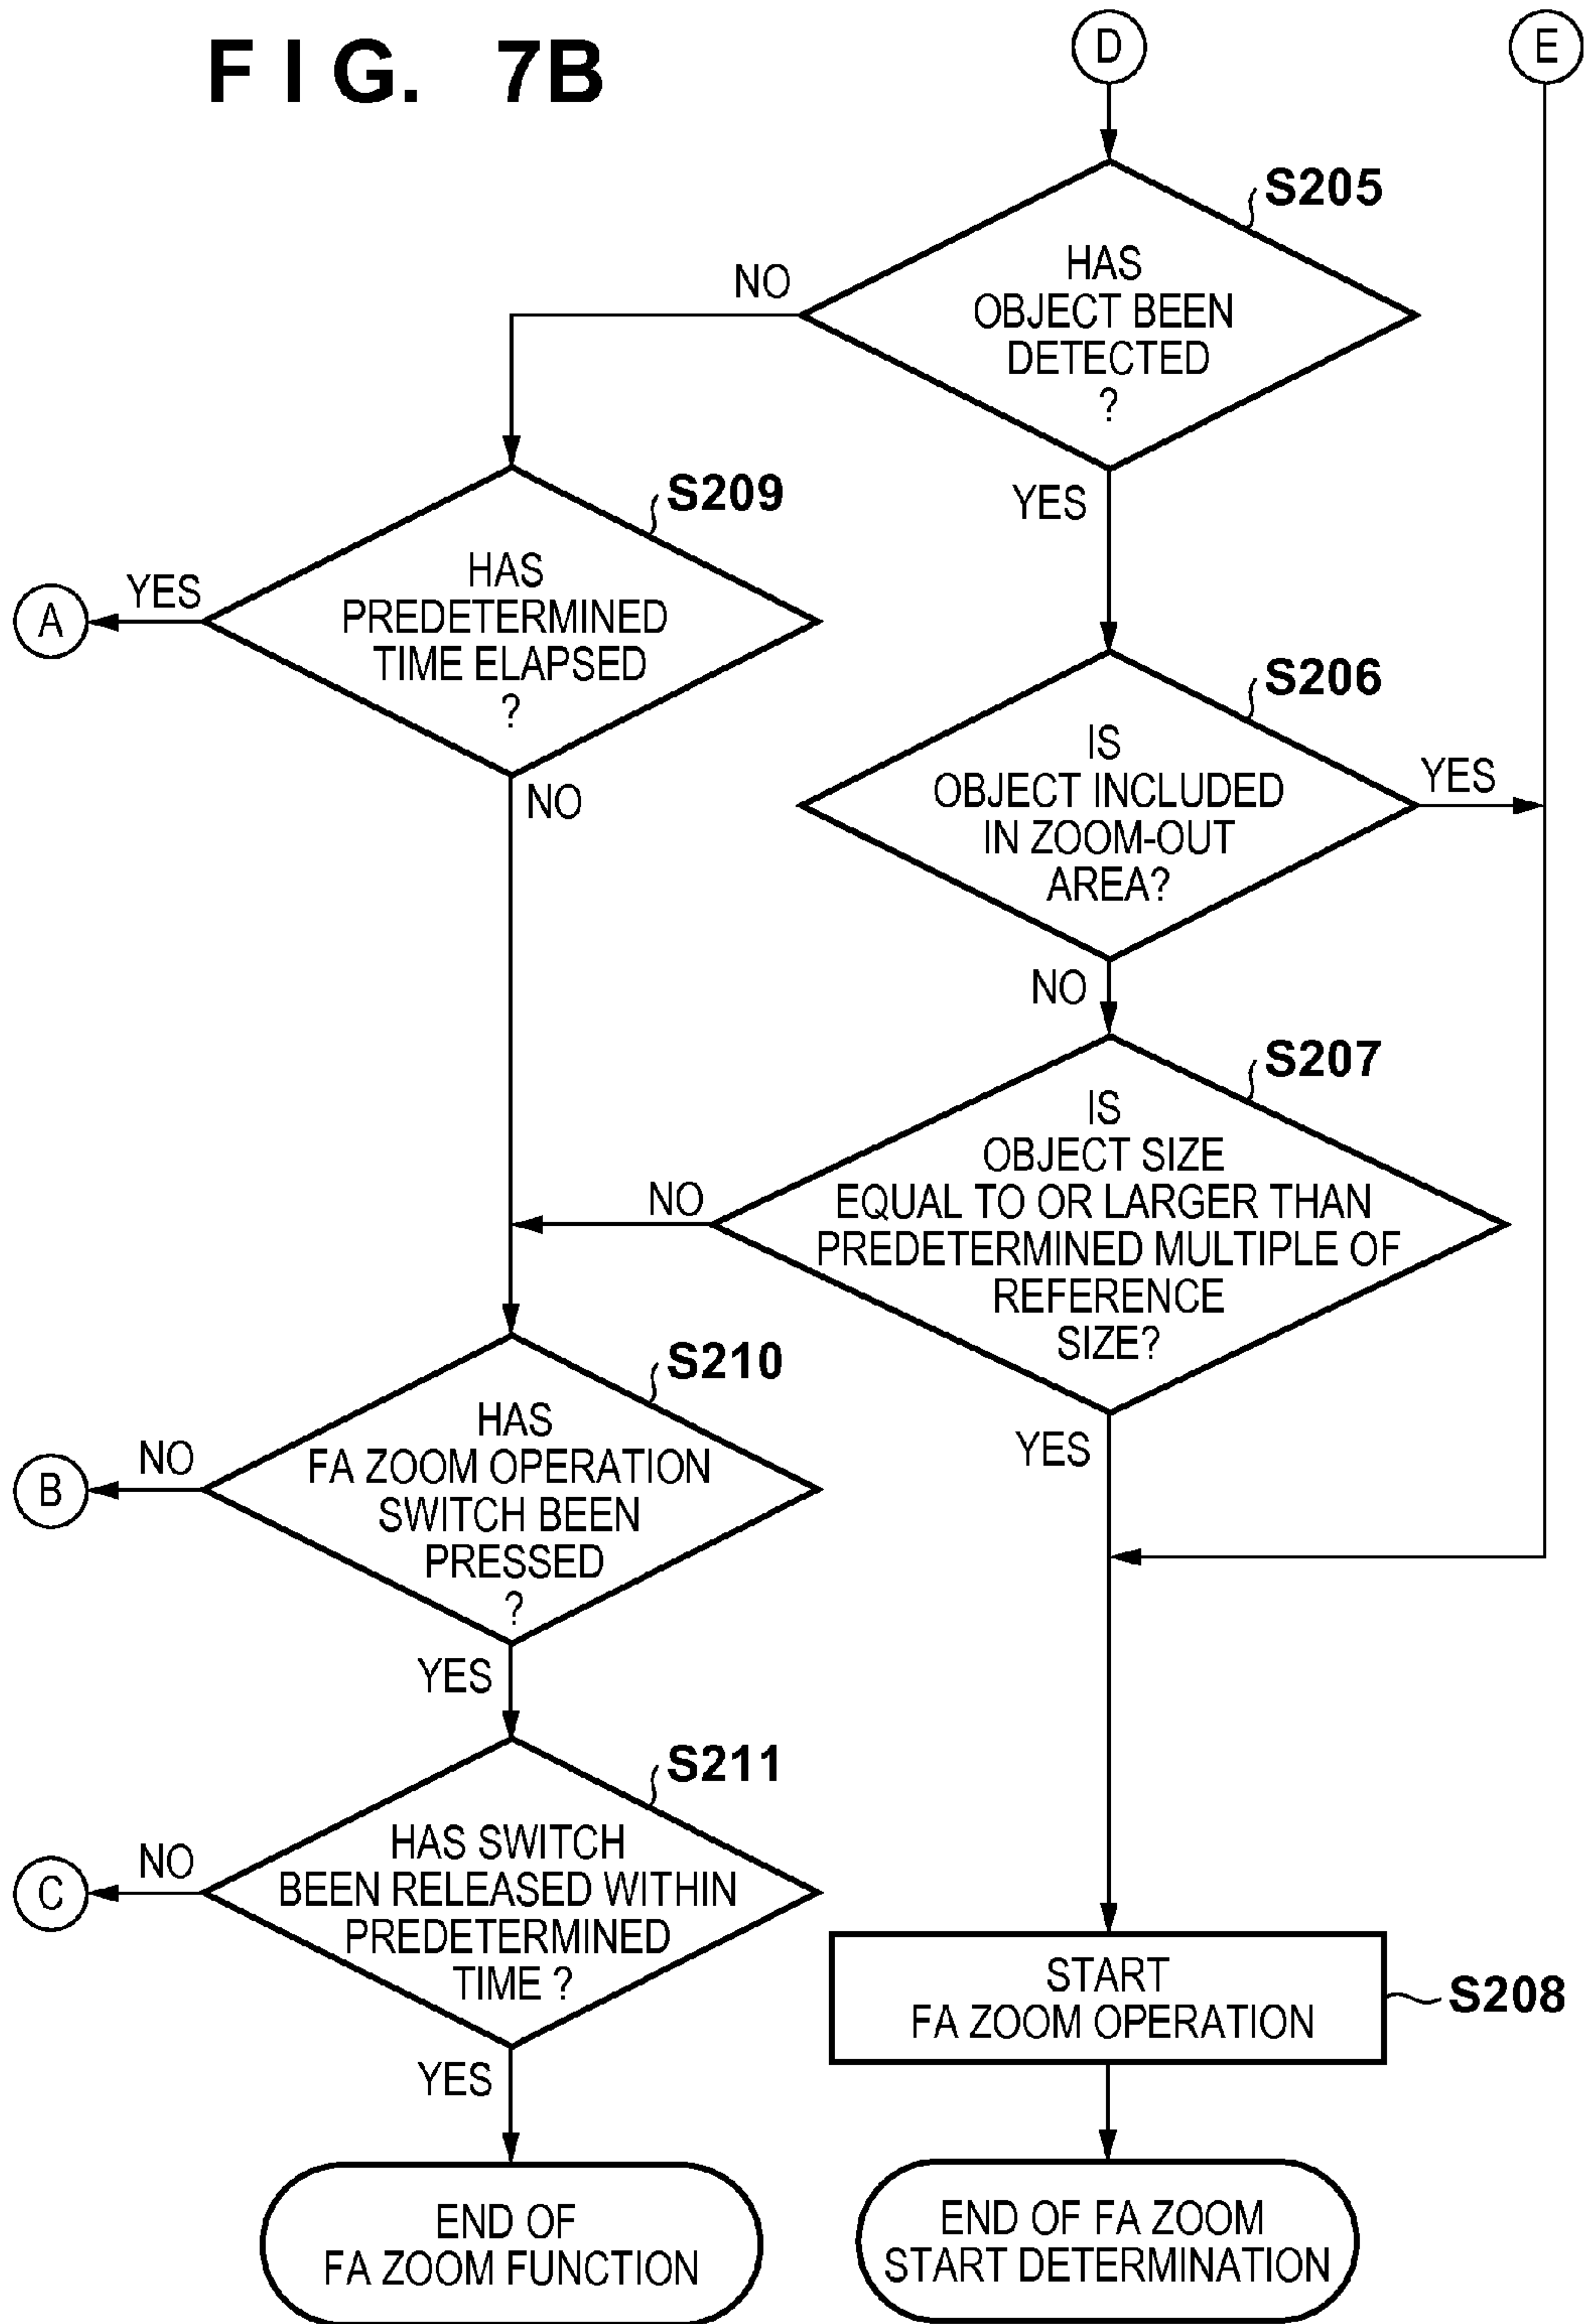 FIG. 7B
D
E
S205
HAS
OBJECT BEEN
DETECTED
?
NO
YES
S209
HAS
PREDETERMINED
TIME ELAPSED
?
YES
A
NO
S206
IS
OBJECT INCLUDED
IN ZOOM-OUT
AREA?
YES
NO
S207
IS
OBJECT SIZE
EQUAL TO OR LARGER THAN
PREDETERMINED MULTIPLE OF
REFERENCE
SIZE?
NO
YES
S210
HAS
FA ZOOM OPERATION
SWITCH BEEN
PRESSED
?
NO
B
YES
S211
HAS SWITCH
BEEN RELEASED WITHIN
PREDETERMINED
TIME ?
NO
C
YES
START
FA ZOOM OPERATION
S208
END OF
FA ZOOM FUNCTION
END OF FA ZOOM
START DETERMINATION